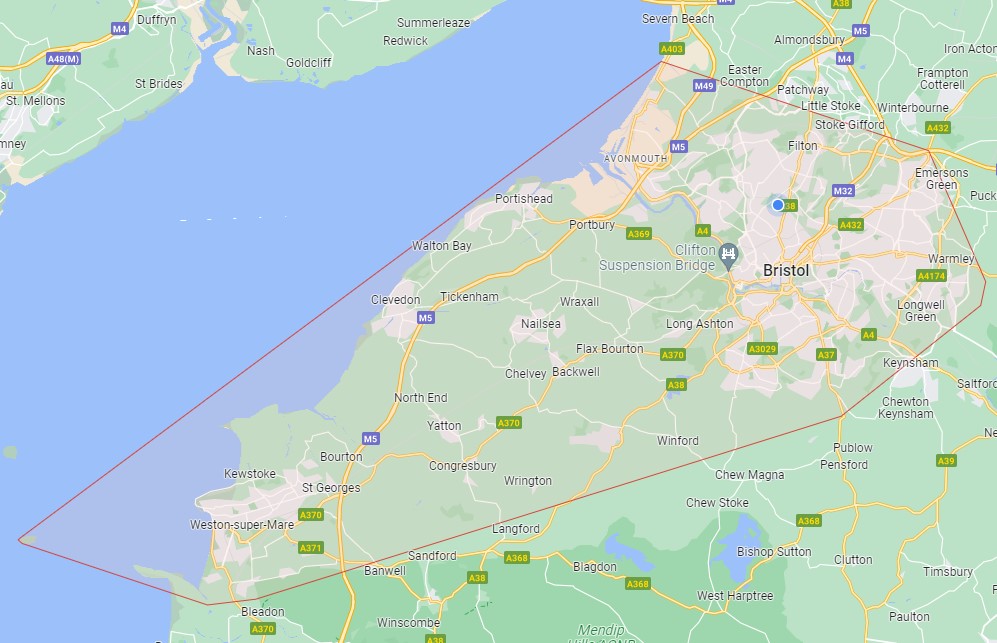 Duffryn
M4
A48(M)
St. Mellons
St Brides
Nash
Goldcliff
Summerleaze
Redwick
Severn Beach
M4
A38
M5
Almondsbury
M4
Iron Acton
A403
Easter
Compton
M49
Patchway
Frampton
Cotterell
Little Stoke
Winterbourne
Stoke Gifford
A432
M5
AVONMOUTH
Filton
Emersons
Green
Puck
M32
38
A432
Portishead
Portbury
A369
A4
Walton Bay
Clifton
Suspension Bridge
Bristol
Warmley
A4174
Clevedon
Tickenham
M5
Wraxall
Nailsea
Long Ashton
Longwell
Green
A4
Flax Bourton
A370
A3029
A37
Keynsham
Chelvey
Backwell
A38
Saltford
North End
Chewton
Keynsham
Yatton
A370
M5
Winford
Publow
Pensford
A39
Ne
Bourton
Congresbury
Kewstoke
St Georges
Wrington
Chew Magna
Chew Stoke
A370
Weston-super-Mare
A371
Langford
A368
Sandford
A368
Banwell
A38
Blagdon
A368
Bishop Sutton
Clutton
Timsbury
West Harptree
Bleadon
A370
Winscombe
A38
Mendip
Hills AONB
Paulton